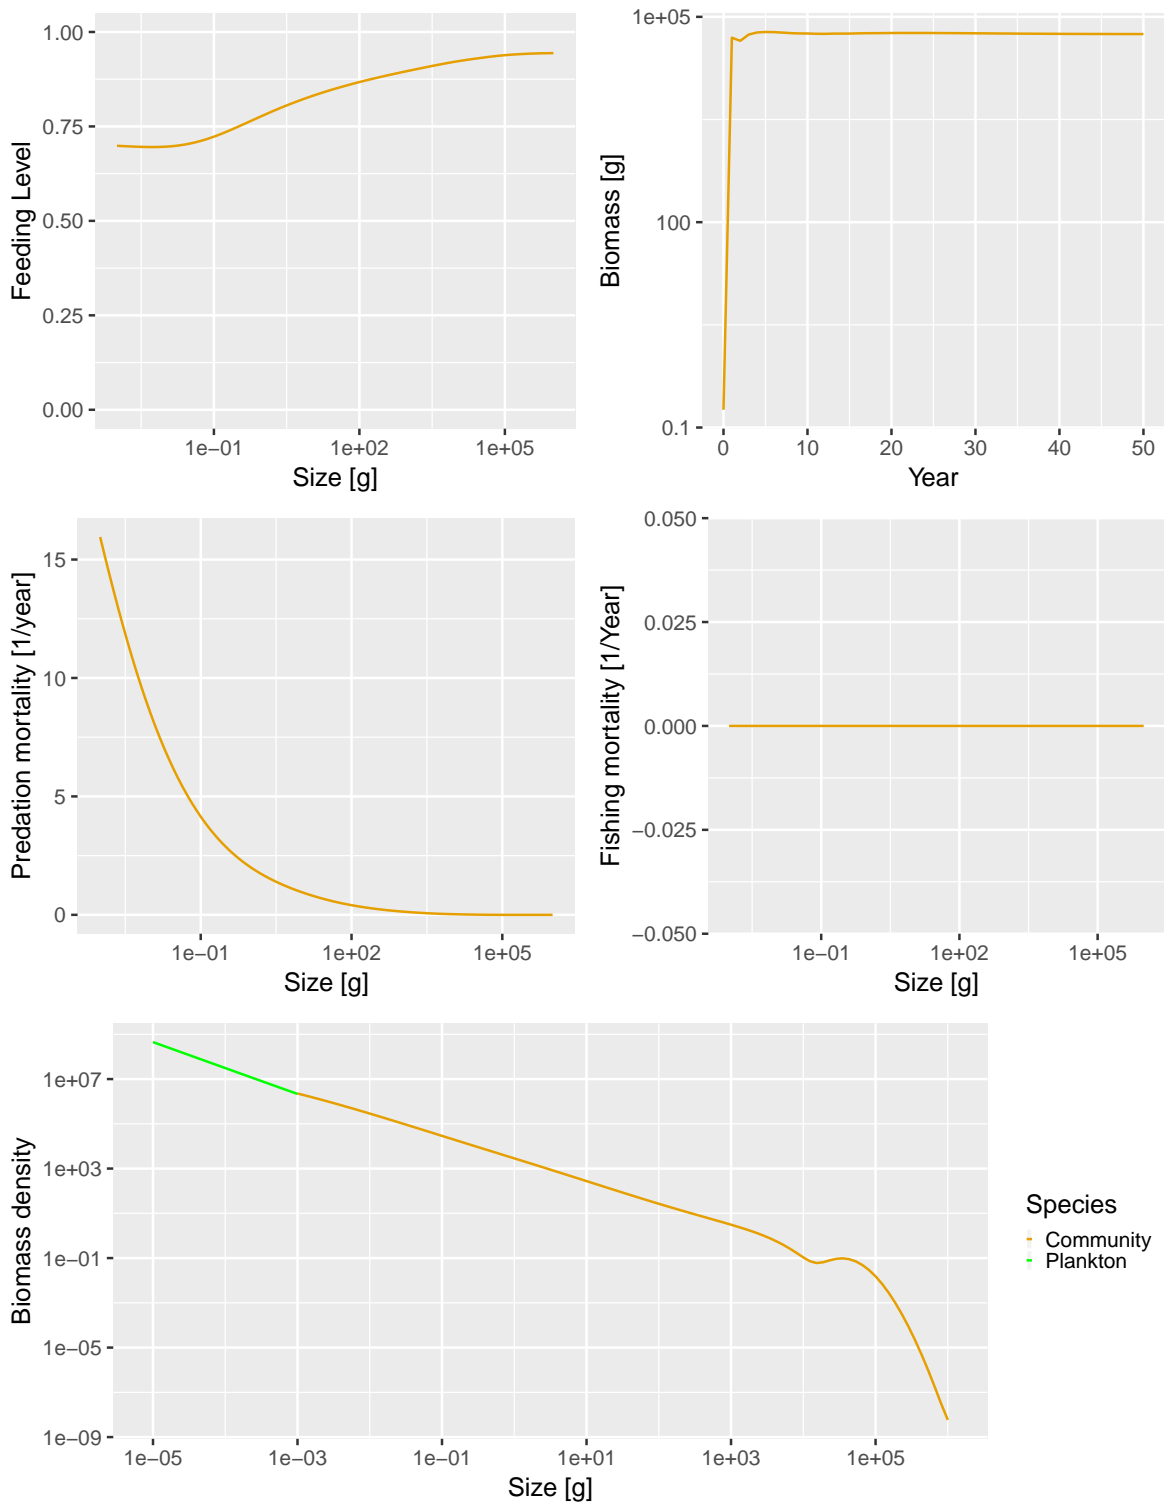 1.00
0.75
0.50
0.25
0.00
Feeding Level
1e−01 1e+02 1e+05
Size [g]
1e+05
100
0.1
Biomass [g]
0 10 20 30 40 50
Year
15
10
5
0
Predation mortality [1/year]
1e−01 1e+02 1e+05
Size [g]
0.050
0.025
0.000
−0.025
−0.050
Fishing mortality [1/Year]
1e−01 1e+02 1e+05
Size [g]
1e+07
1e+03
1e−01
1e−05
1e−09
Biomass density
1e−05 1e−03 1e−01 1e+01 1e+03 1e+05
Size [g]
Species
Community
Plankton